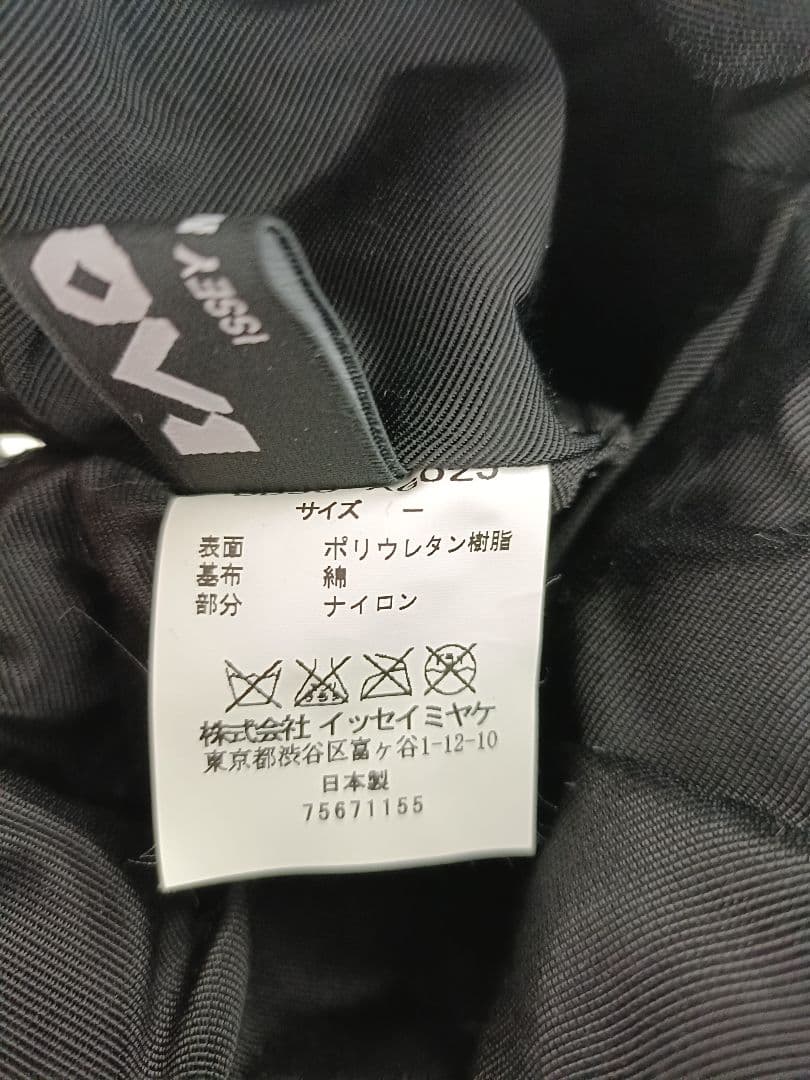 ISSEY M
BAO
サイズ ー
表面 ポリウレタン樹脂
基布 綿
部分 ナイロン
株式会社 イッセイミヤケ
東京都渋谷区富ヶ谷1-12-10
日本製
75671155